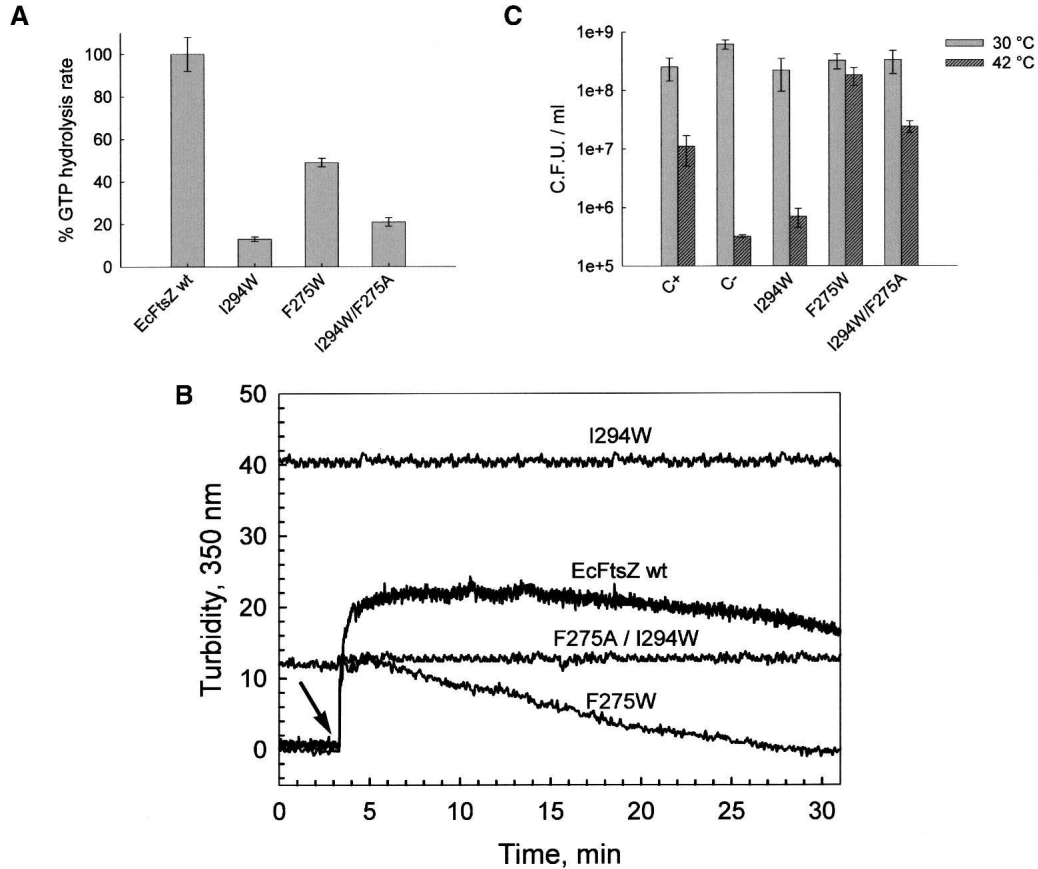 A
% GTP hydrolysis rate
100
80
60
40
20
0
EcFtsZ wt
I294W
F275W
I294W/F275A
C
C.F.U. / ml
1e+9
1e+8
1e+7
1e+6
1e+5
C+
C-
I294W
F275W
I294W/F275A
30 °C
42 °C
B
Turbidity, 350 nm
50
40
30
20
10
0
I294W
EcFtsZ wt
F275A / I294W
F275W
0 5 10 15 20 25 30
Time, min